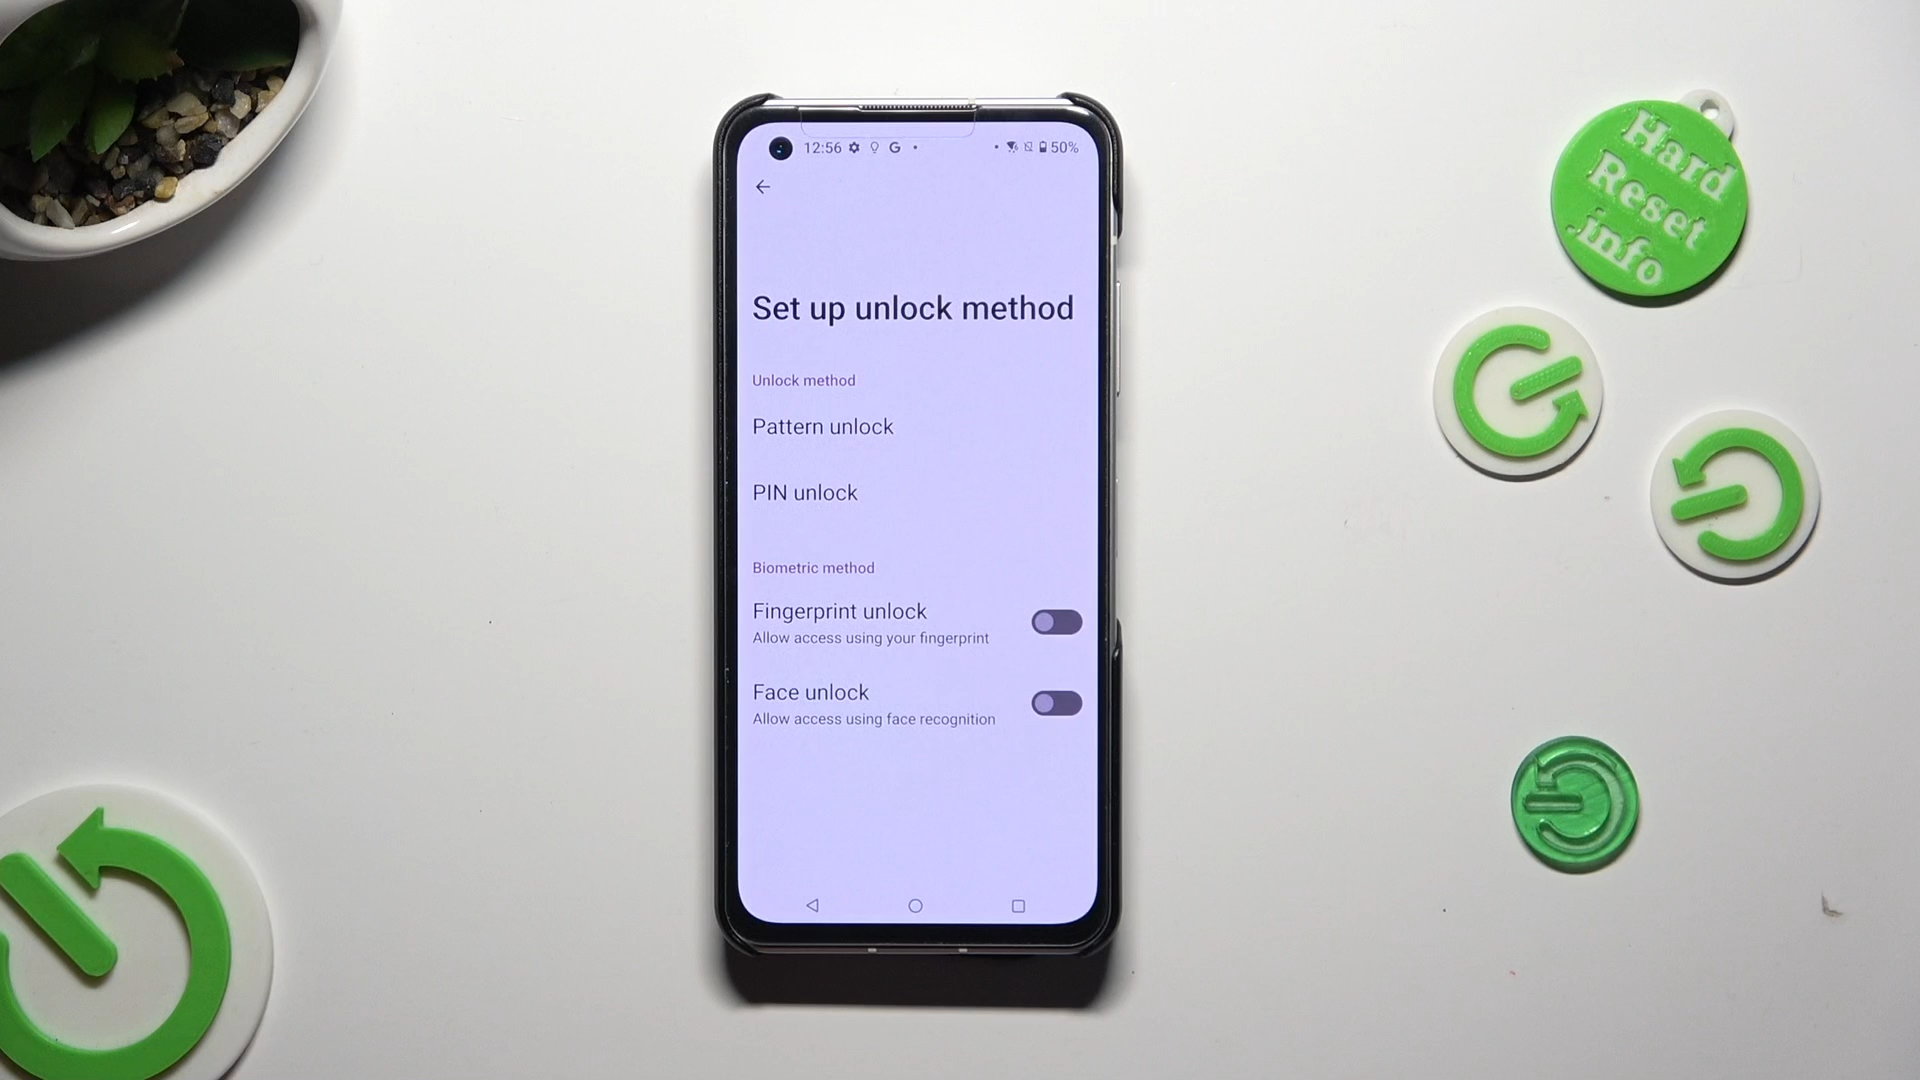 12:56
50%
Set up unlock method
Unlock method
Pattern unlock
PIN unlock
Biometric method
Fingerprint unlock
Allow access using your fingerprint
Face unlock
Allow access using face recognition
Hard
Reset
.info